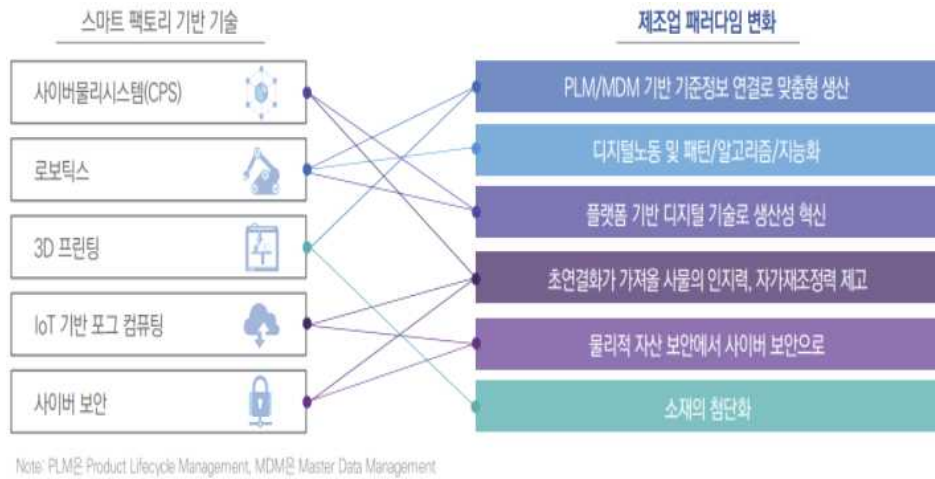 스마트 팩토리 기반 기술
제조업 패러다임 변화
사이버물리시스템(CPS)
로보틱스
3D 프린팅
IoT 기반 포그 컴퓨팅
사이버 보안
PLM/MDM 기반 기준정보 연결로 맞춤형 생산
디지털노동 및 패턴/알고리즘/지능화
플랫폼 기반 디지털 기술로 생산성 혁신
초연결화가 가져올 사물의 인지력, 자가재조정력 제고
물리적 자산 보안에서 사이버 보안으로
소재의 첨단화
Note: PLM은 Product Lifecycle Management, MDM은 Master Data Management